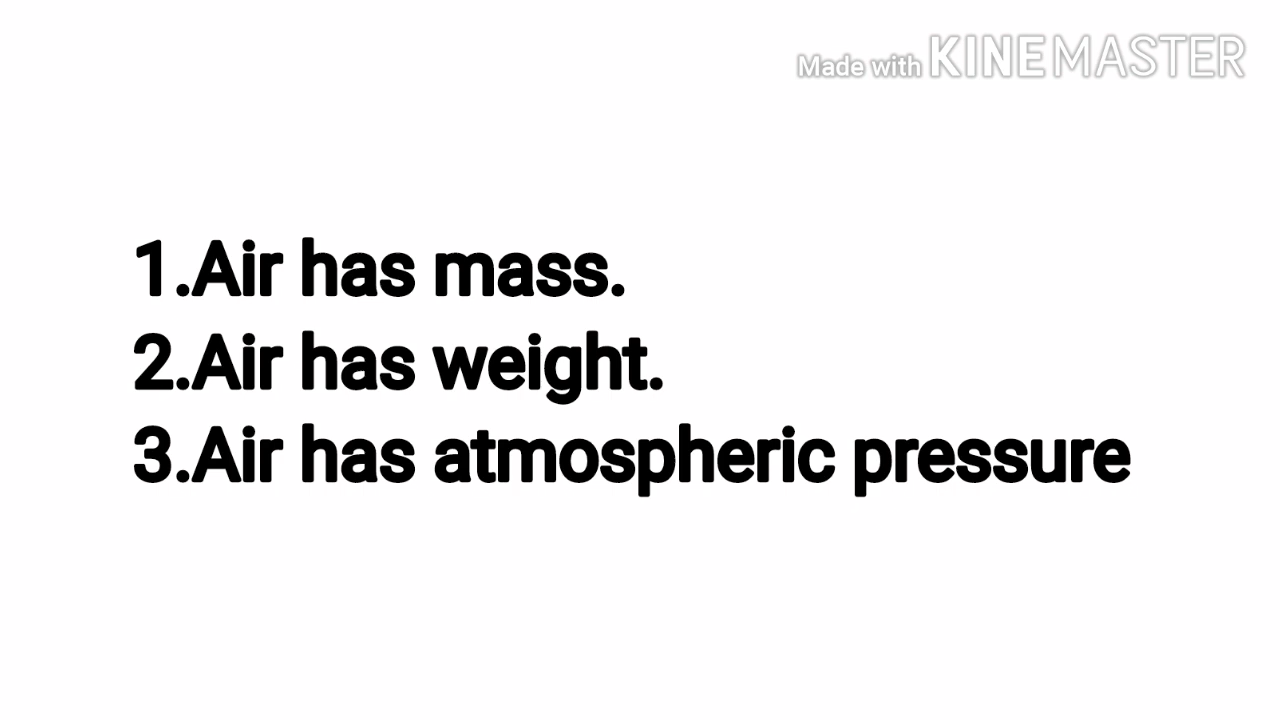 Made with KINEMASTER
1.Air has mass.
2.Air has weight.
3.Air has atmospheric pressure